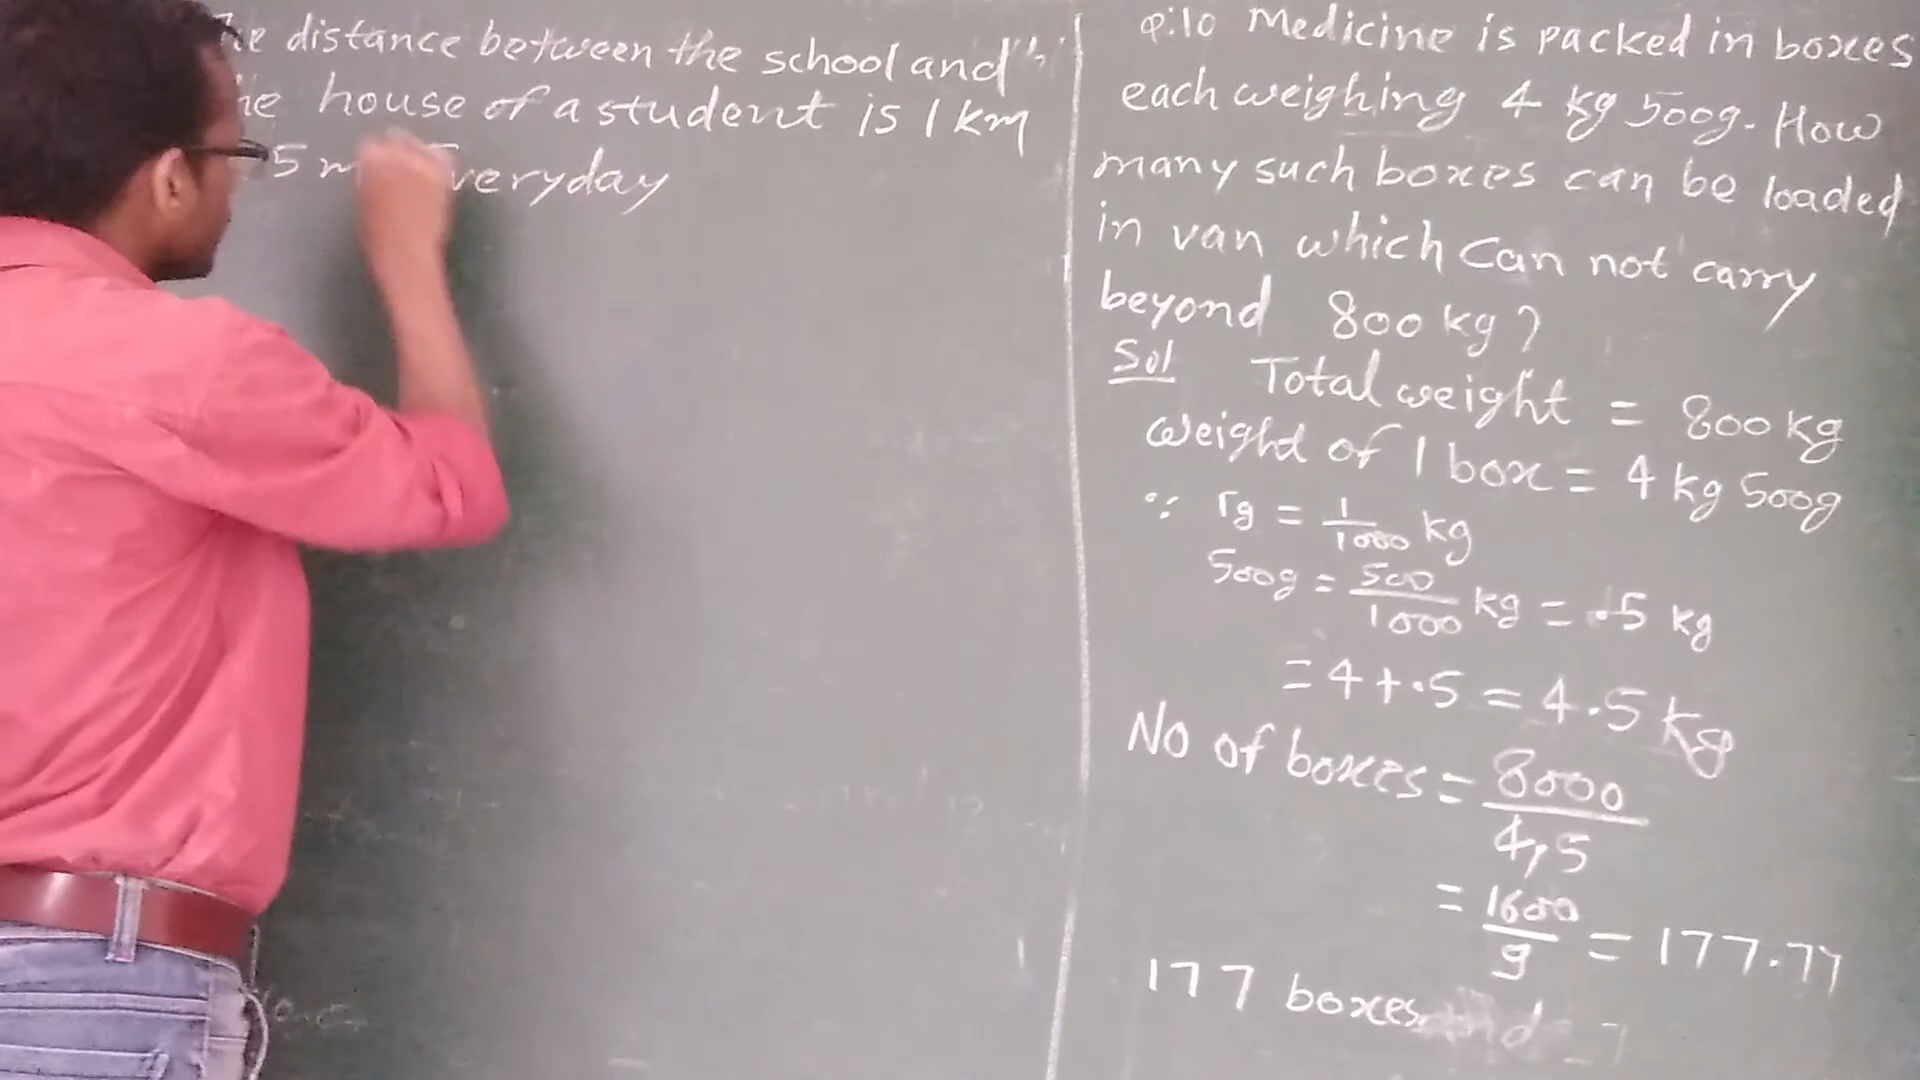 distance between the school and
house of a student is 1 km
5 m Everyday
Q:10 Medicine is packed in boxes
each weighing 4 kg 500g. How
many such boxes can be loaded
in van which can not carry
beyond 800 kg?
Sol Total weight = 800 kg
weight of 1 box = 4 kg 500g
∵ 1g = 1/1000 kg
500g = 500/1000 kg = .5 kg
= 4 + .5 = 4.5 kg
No of boxes = 8000/4,5
= 1600/9 = 177.77
177 boxes